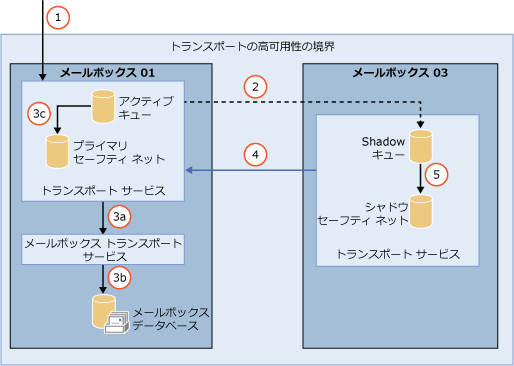 1
トランスポートの高可用性の境界
メールボックス 01
メールボックス 03
アクティブ
キュー
2
3c
プライマリ
セーフティ ネット
Shadow
キュー
4
5
シャドウ
セーフティ ネット
トランスポート サービス
トランスポート サービス
3a
メールボックス トランスポート
サービス
3b
メールボックス
データベース